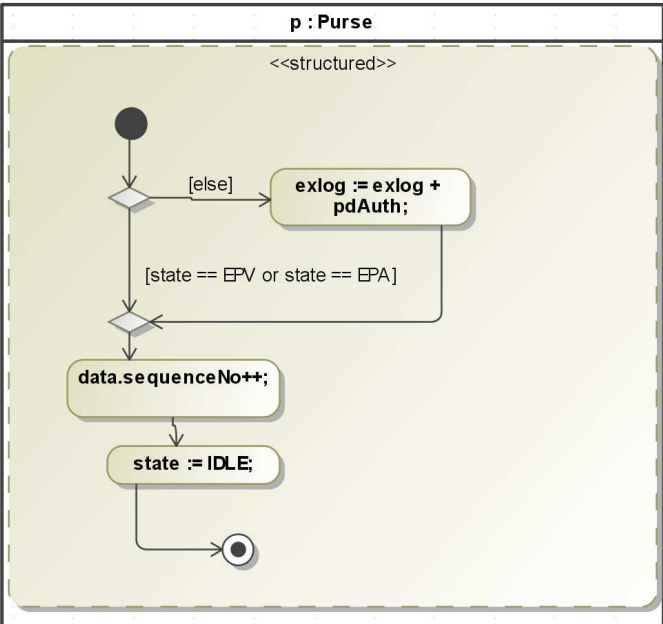 p : Purse
<<structured>>
[else]
exlog := exlog +
pdAuth;
[state == EPV or state == EPA]
data.sequenceNo++;
state := IDLE;